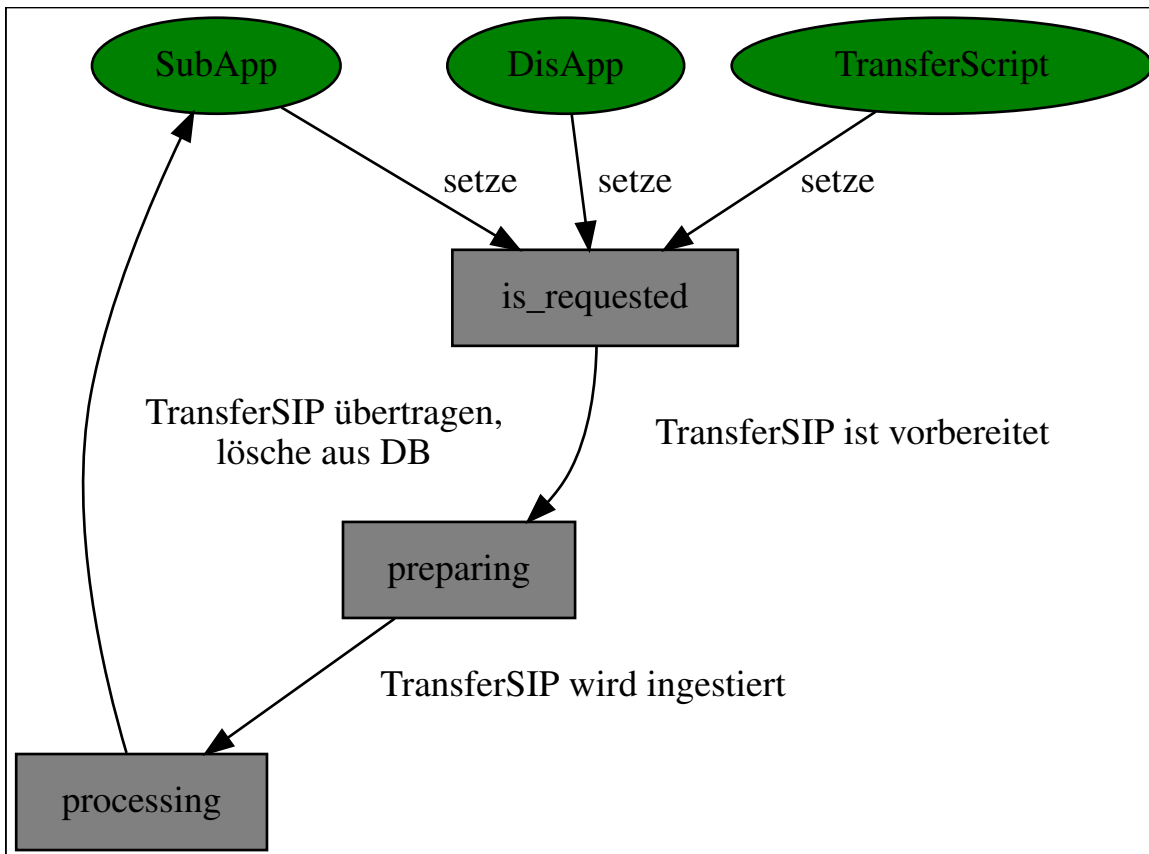 SubApp
DisApp
TransferScript
setze
setze
setze
is_requested
TransferSIP übertragen,
lösche aus DB
TransferSIP ist vorbereitet
preparing
TransferSIP wird ingestiert
processing